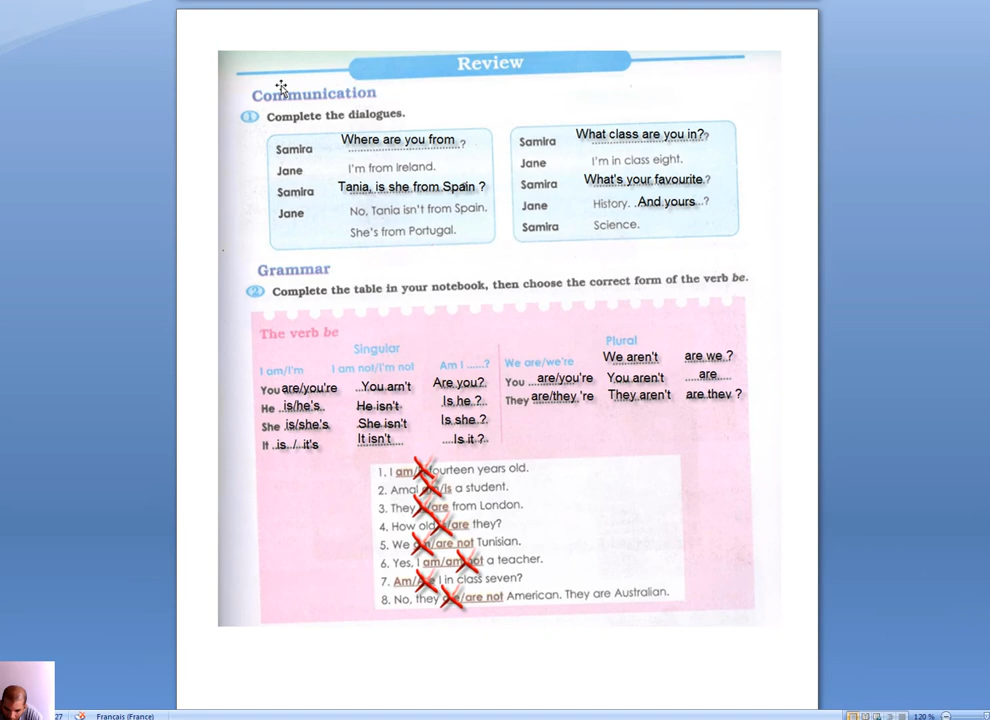 Review
Communication
1 Complete the dialogues.
Samira Where are you from ?
Jane I'm from Ireland.
Samira Tania, is she from Spain ?
Jane No, Tania isn't from Spain.
She's from Portugal.
Samira What class are you in??
Jane I'm in class eight.
Samira What's your favourite ?
Jane History. And yours ?
Samira Science.
Grammar
2 Complete the table in your notebook, then choose the correct form of the verb be.
The verb be
Singular
I am/I'm I am not/I'm not Am I ......?
You are/you're You arn't Are you?
He is/he's He isn't Is he ?
She is/she's She isn't Is she ?
It is / it's It isn't Is it ?
Plural
We are/we're We aren't are we ?
You are/you're You aren't are
They are/they 're They aren't are they ?
1. I am/ fourteen years old.
2. Amal /is a student.
3. They /are from London.
4. How old /are they?
5. We /are not Tunisian.
6. Yes, I am/am not a teacher.
7. Am/ I in class seven?
8. No, they /are not American. They are Australian.
27 Français (France) 120 %